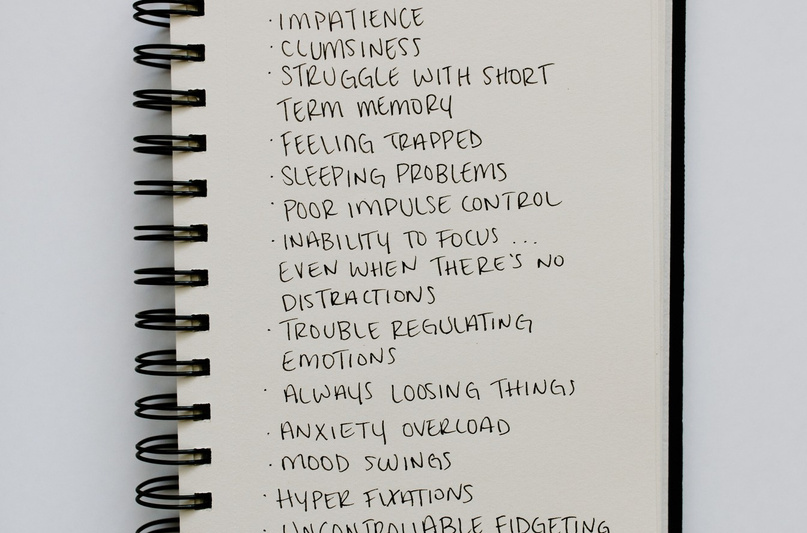 · IMPATIENCE
· CLUMSINESS
· STRUGGLE WITH SHORT
TERM MEMORY
· FEELING TRAPPED
· SLEEPING PROBLEMS
· POOR IMPULSE CONTROL
· INABILITY TO FOCUS ...
EVEN WHEN THERE'S NO
DISTRACTIONS
· TROUBLE REGULATING
EMOTIONS
· ALWAYS LOOSING THINGS
· ANXIETY OVERLOAD
· MOOD SWINGS
· HYPER FIXATIONS
· UNCONTROLLABLE FIDGETING